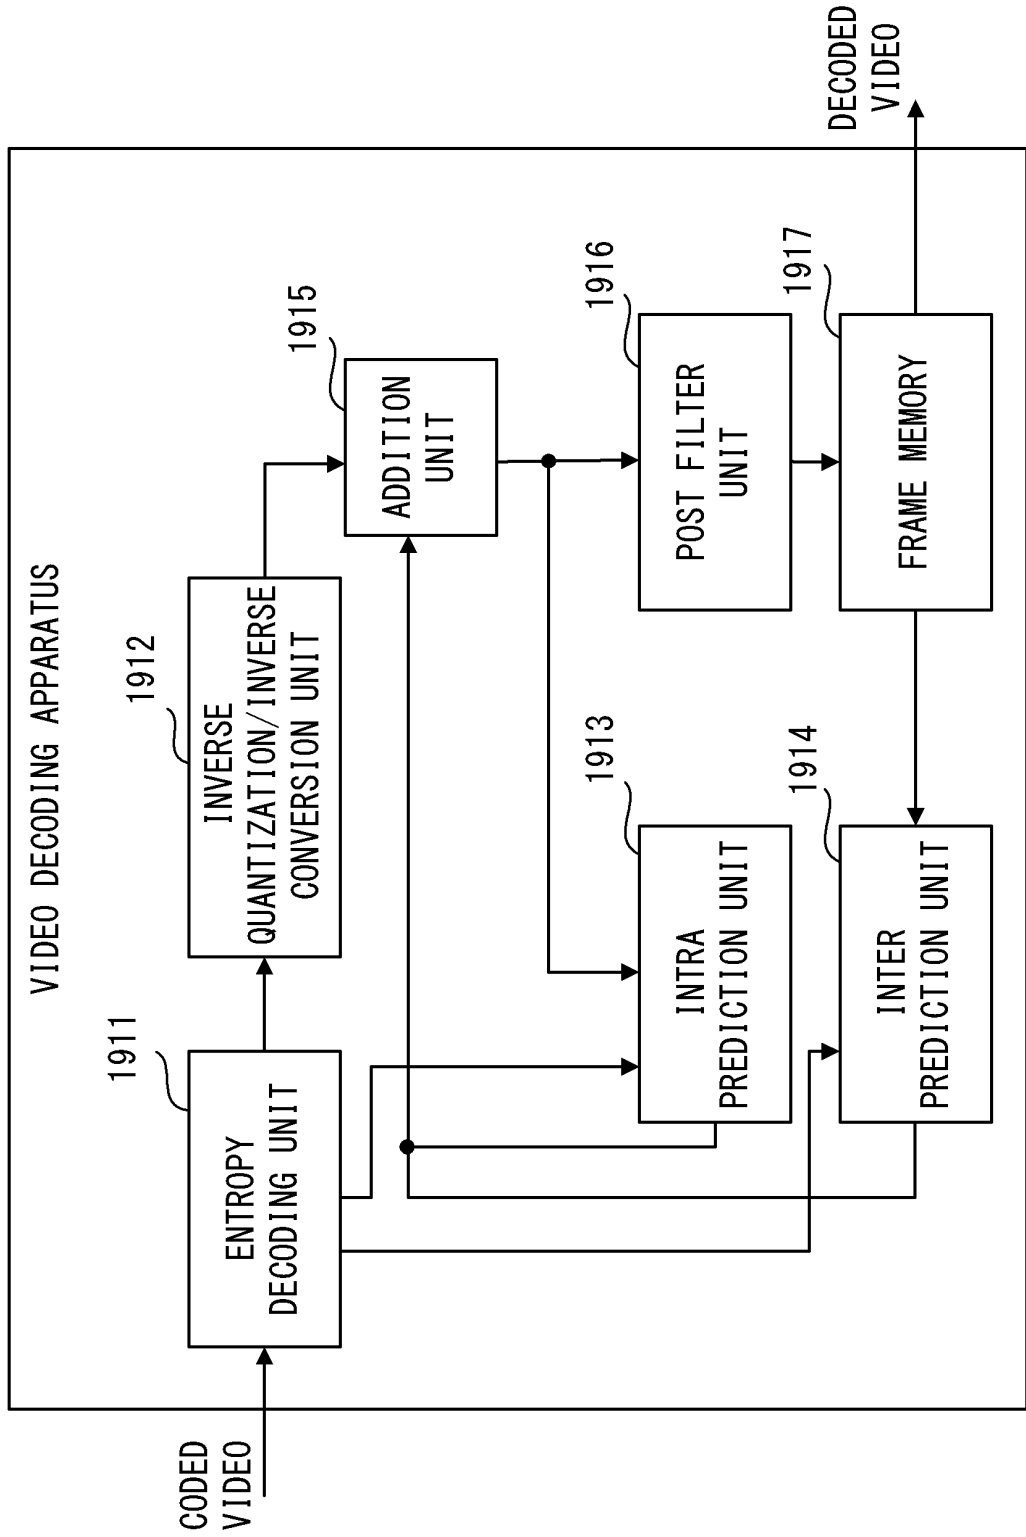 VIDEO DECODING APPARATUS
CODED
VIDEO
1911
ENTROPY
DECODING UNIT
1912
INVERSE
QUANTIZATION/INVERSE
CONVERSION UNIT
1915
ADDITION
UNIT
1913
INTRA
PREDICTION UNIT
1916
POST FILTER
UNIT
1914
INTER
PREDICTION UNIT
1917
FRAME MEMORY
DECODED
VIDEO